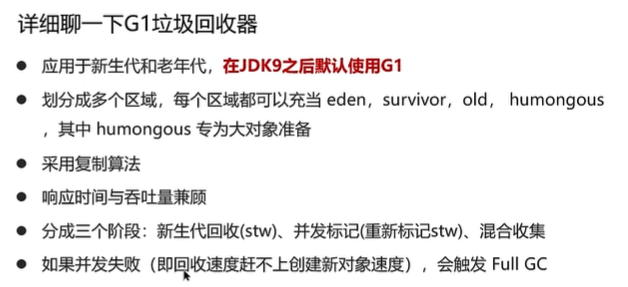 详细聊一下G1垃圾回收器
● 应用于新生代和老年代，在JDK9之后默认使用G1
● 划分成多个区域，每个区域都可以充当 eden，survivor，old， humongous
，其中 humongous 专为大对象准备
● 采用复制算法
● 响应时间与吞吐量兼顾
● 分成三个阶段：新生代回收(stw)、并发标记(重新标记stw)、混合收集
● 如果并发失败（即回收速度赶不上创建新对象速度），会触发 Full GC